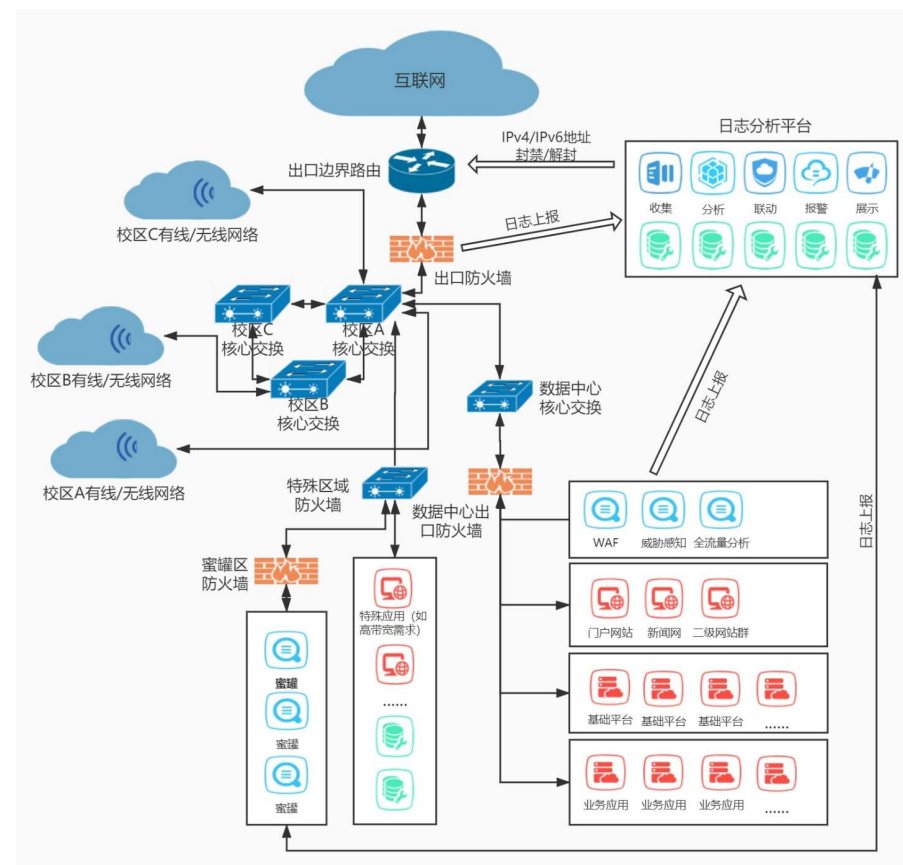 互联网
IPv4/IPv6地址
封禁/解封
日志分析平台
出口边界路由
收集
分析
联动
报警
展示
日志上报
校区C有线/无线网络
出口防火墙
校区C
核心交换
校区A
核心交换
校区B有线/无线网络
校区B
核心交换
数据中心
核心交换
日志上报
校区A有线/无线网络
特殊区域
防火墙
数据中心出
口防火墙
日志上报
WAF
威胁感知
全流量分析
蜜罐区
防火墙
特殊应用（如
高带宽需求）
......
门户网站
新闻网
二级网站群
蜜罐
蜜罐
蜜罐
基础平台
基础平台
基础平台
......
业务应用
业务应用
业务应用
......